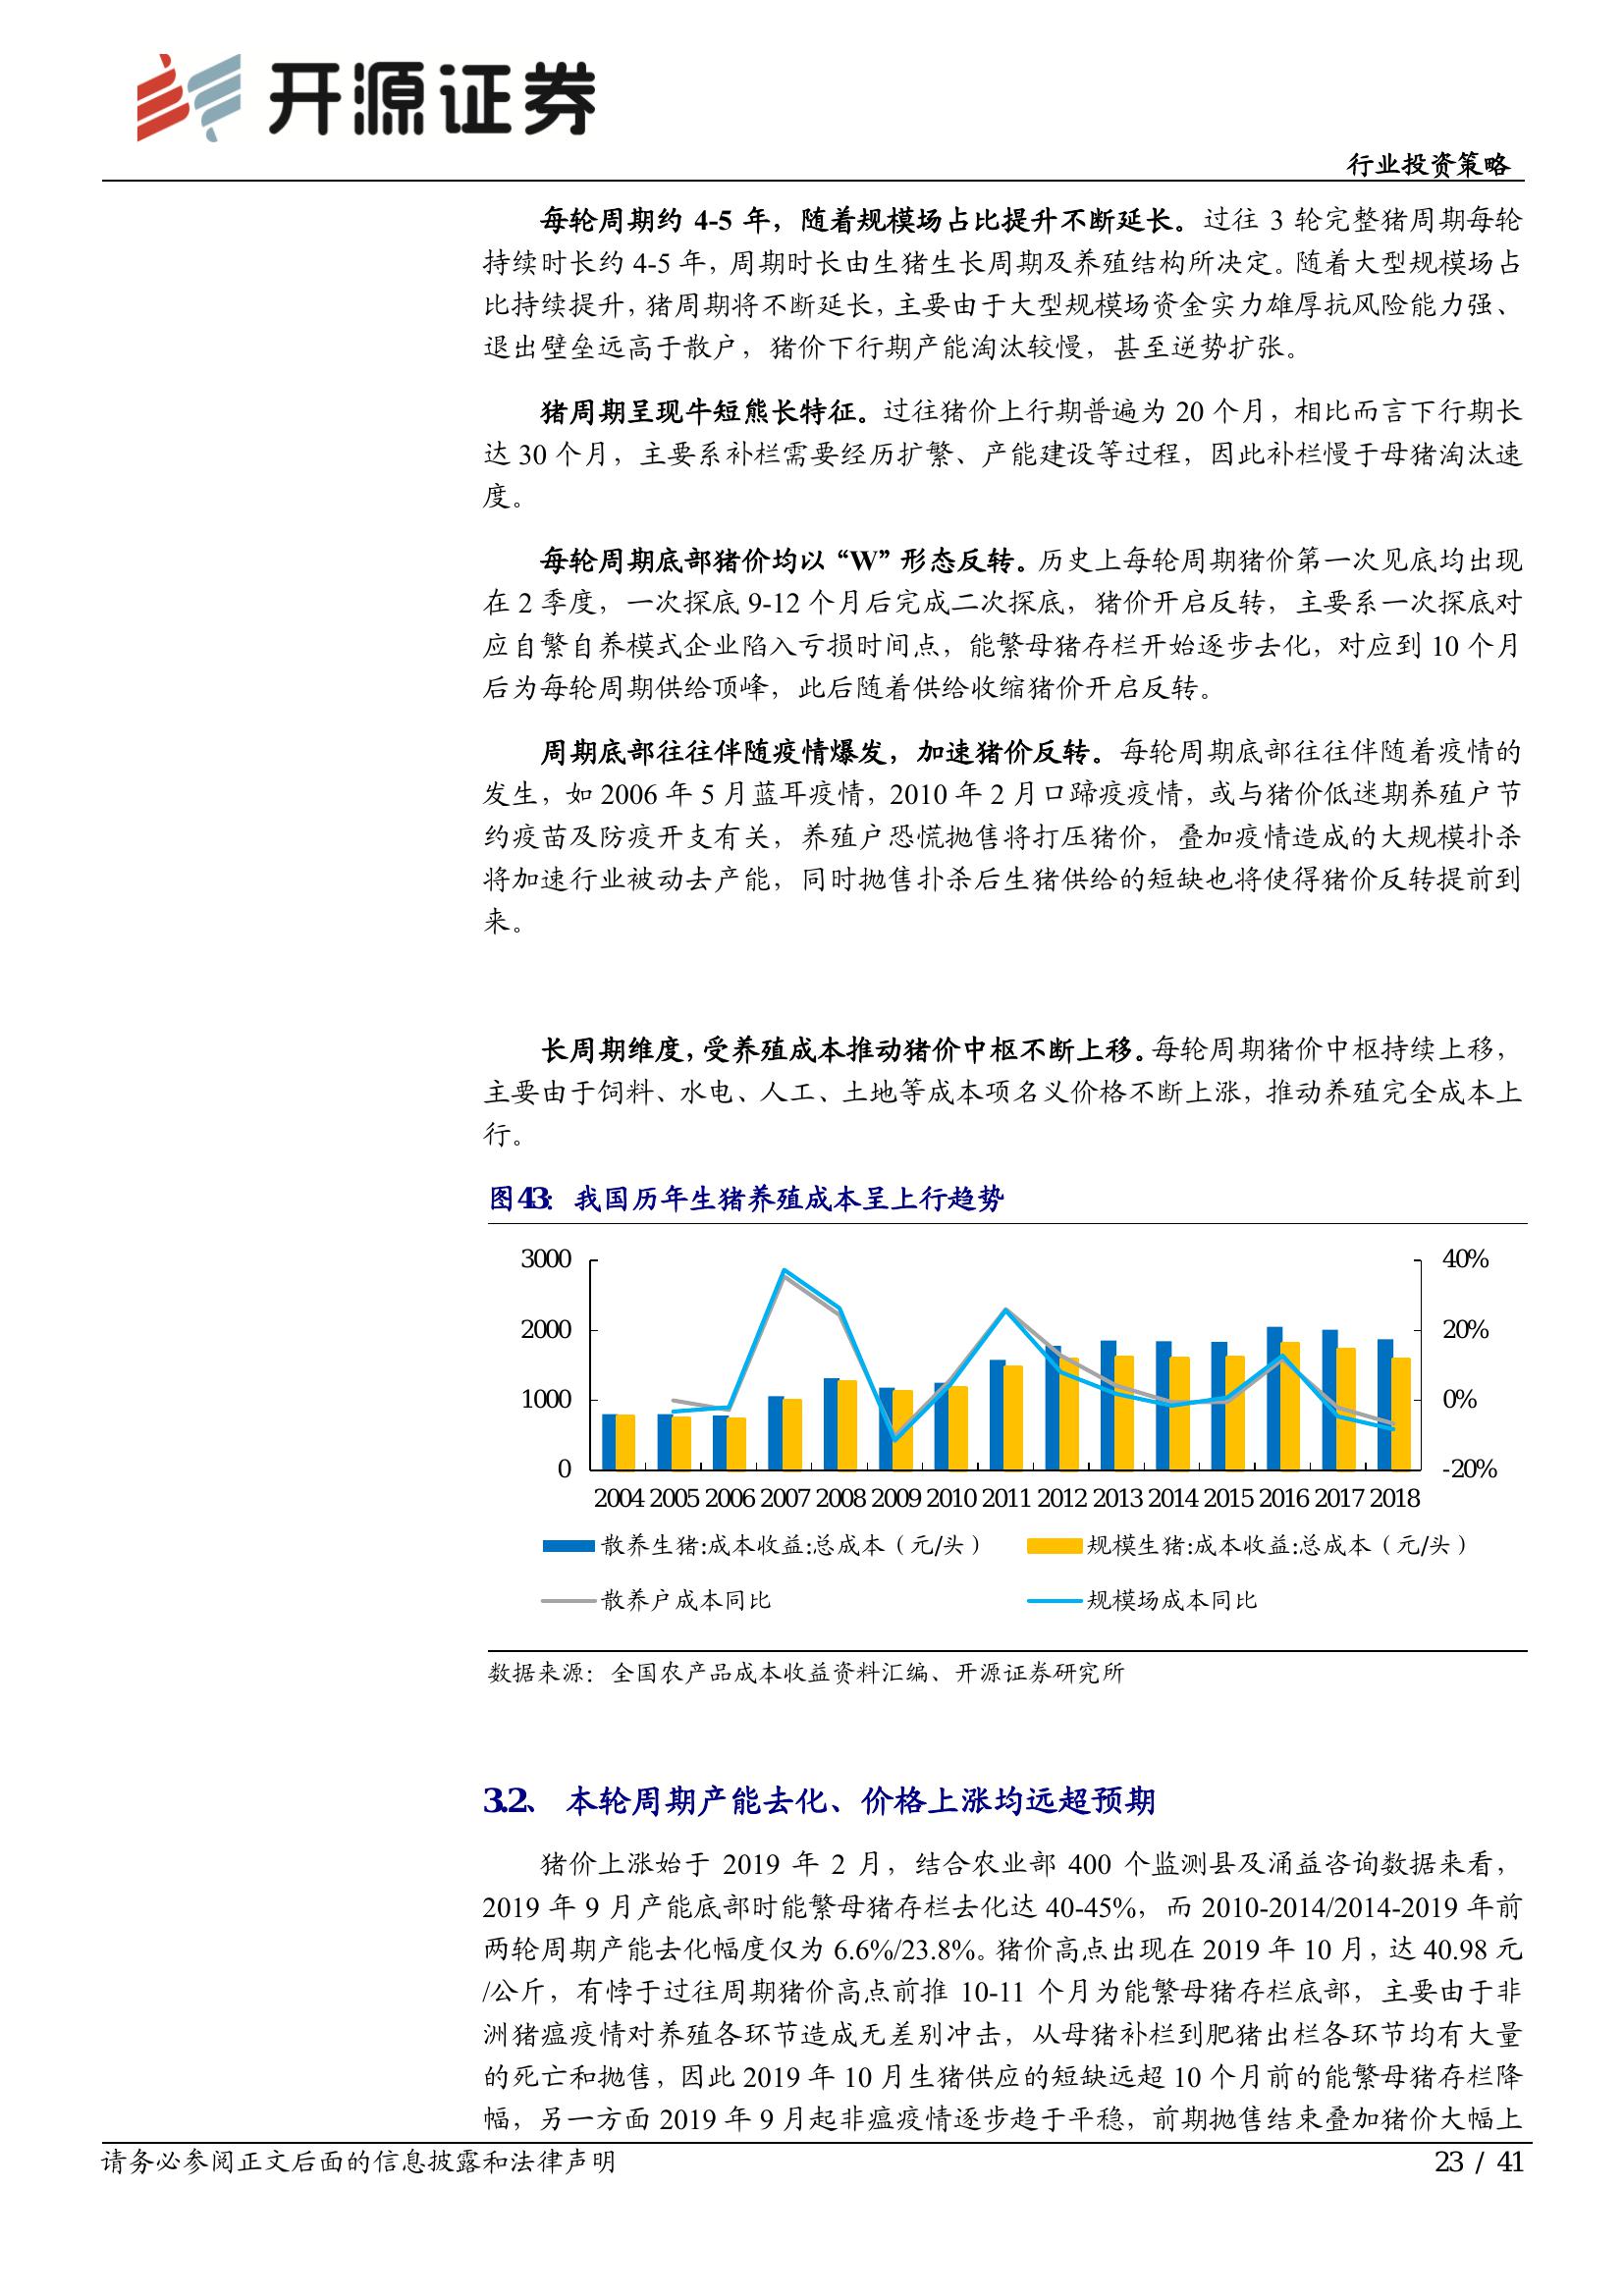 开源证券
行业投资策略
每轮周期约 4-5 年，随着规模场占比提升不断延长。过往 3 轮完整猪周期每轮
持续时长约 4-5 年，周期时长由生猪生长周期及养殖结构所决定。随着大型规模场占
比持续提升，猪周期将不断延长，主要由于大型规模场资金实力雄厚抗风险能力强、
退出壁垒远高于散户，猪价下行期产能淘汰较慢，甚至逆势扩张。
猪周期呈现牛短熊长特征。过往猪价上行期普遍为 20 个月，相比而言下行期长
达 30 个月，主要系补栏需要经历扩繁、产能建设等过程，因此补栏慢于母猪淘汰速
度。
每轮周期底部猪价均以“W”形态反转。历史上每轮周期猪价第一次见底均出现
在 2 季度，一次探底 9-12 个月后完成二次探底，猪价开启反转，主要系一次探底对
应自繁自养模式企业陷入亏损时间点，能繁母猪存栏开始逐步去化，对应到 10 个月
后为每轮周期供给顶峰，此后随着供给收缩猪价开启反转。
周期底部往往伴随疫情爆发，加速猪价反转。每轮周期底部往往伴随着疫情的
发生，如 2006 年 5 月蓝耳疫情，2010 年 2 月口蹄疫疫情，或与猪价低迷期养殖户节
约疫苗及防疫开支有关，养殖户恐慌抛售将打压猪价，叠加疫情造成的大规模扑杀
将加速行业被动去产能，同时抛售扑杀后生猪供给的短缺也将使得猪价反转提前到
来。
长周期维度，受养殖成本推动猪价中枢不断上移。每轮周期猪价中枢持续上移，
主要由于饲料、水电、人工、土地等成本项名义价格不断上涨，推动养殖完全成本上
行。
图43：我国历年生猪养殖成本呈上行趋势
3000 40%
2000 20%
1000 0%
0 -20%
2004 2005 2006 2007 2008 2009 2010 2011 2012 2013 2014 2015 2016 2017 2018
散养生猪:成本收益:总成本（元/头） 规模生猪:成本收益:总成本（元/头）
散养户成本同比 规模场成本同比
数据来源：全国农产品成本收益资料汇编、开源证券研究所
3.2、 本轮周期产能去化、价格上涨均远超预期
猪价上涨始于 2019 年 2 月，结合农业部 400 个监测县及涌益咨询数据来看，
2019 年 9 月产能底部时能繁母猪存栏去化达 40-45%，而 2010-2014/2014-2019 年前
两轮周期产能去化幅度仅为 6.6%/23.8%。猪价高点出现在 2019 年 10 月，达 40.98 元
/公斤，有悖于过往周期猪价高点前推 10-11 个月为能繁母猪存栏底部，主要由于非
洲猪瘟疫情对养殖各环节造成无差别冲击，从母猪补栏到肥猪出栏各环节均有大量
的死亡和抛售，因此 2019 年 10 月生猪供应的短缺远超 10 个月前的能繁母猪存栏降
幅，另一方面 2019 年 9 月起非瘟疫情逐步趋于平稳，前期抛售结束叠加猪价大幅上
请务必参阅正文后面的信息披露和法律声明 23 / 41